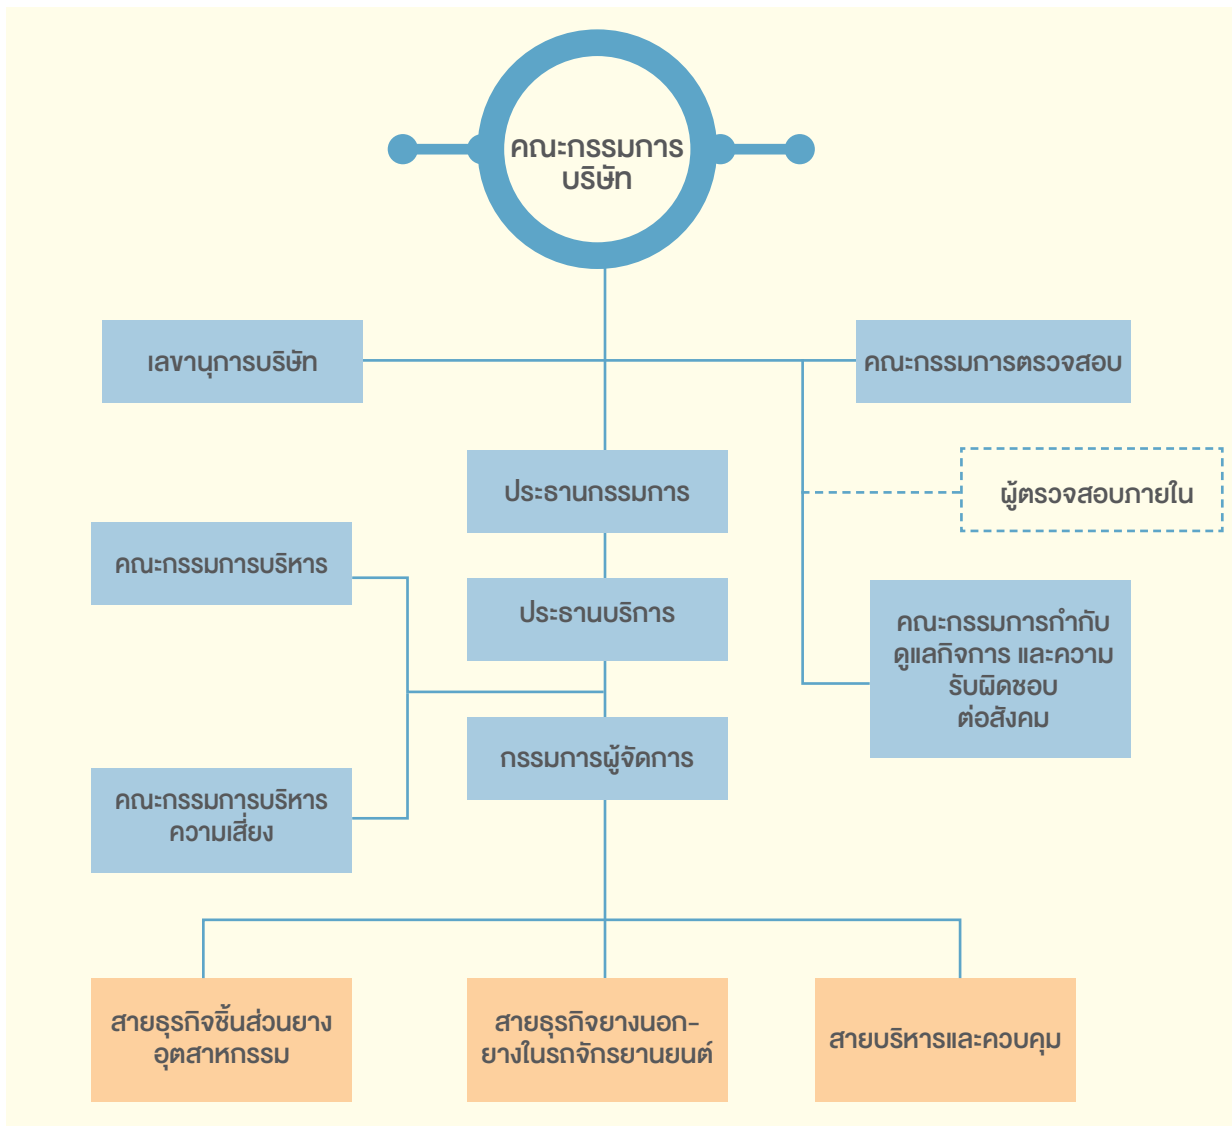 คณะกรรมการ
บริษัท
เลขานุการบริษัท
คณะกรรมการตรวจสอบ
ประธานกรรมการ
ผู้ตรวจสอบภายใน
คณะกรรมการบริหาร
ประธานบริการ
คณะกรรมการกำกับ
ดูแลกิจการ และความ
รับผิดชอบ
ต่อสังคม
กรรมการผู้จัดการ
คณะกรรมการบริหาร
ความเสี่ยง
สายธุรกิจชิ้นส่วนยาง
อุตสาหกรรม
สายธุรกิจยางนอก-
ยางในรถจักรยานยนต์
สายบริหารและควบคุม